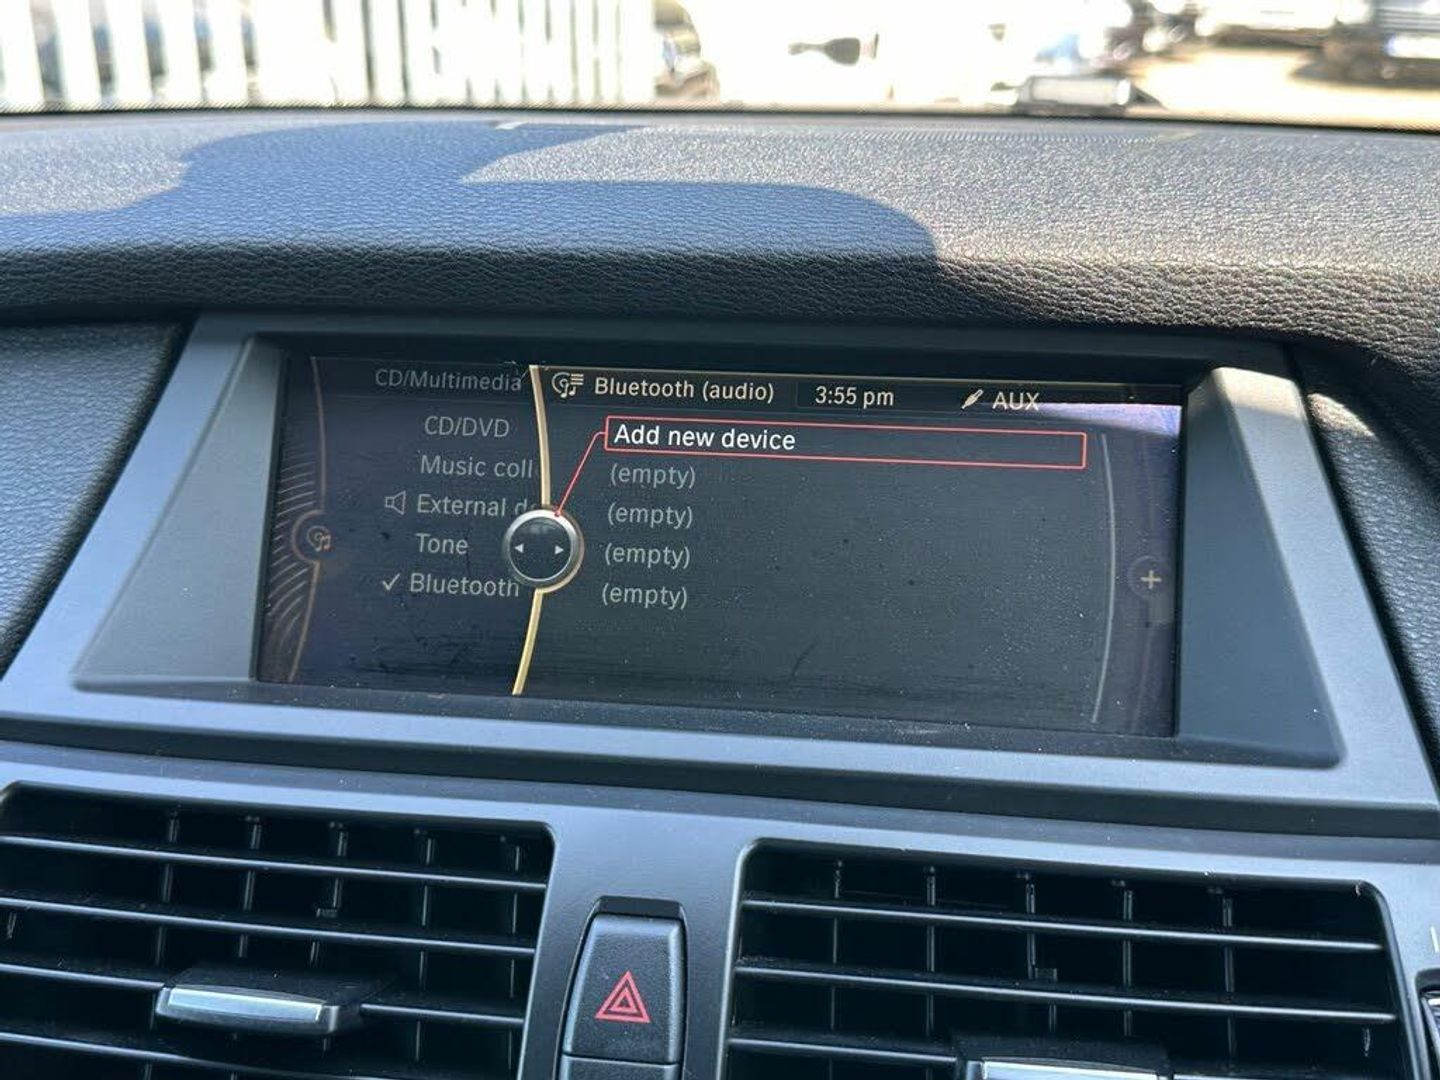 CD/Multimedia
Bluetooth (audio)
3:55 pm
AUX
CD/DVD
Music coll
External d
Tone
Bluetooth
Add new device
(empty)
(empty)
(empty)
(empty)